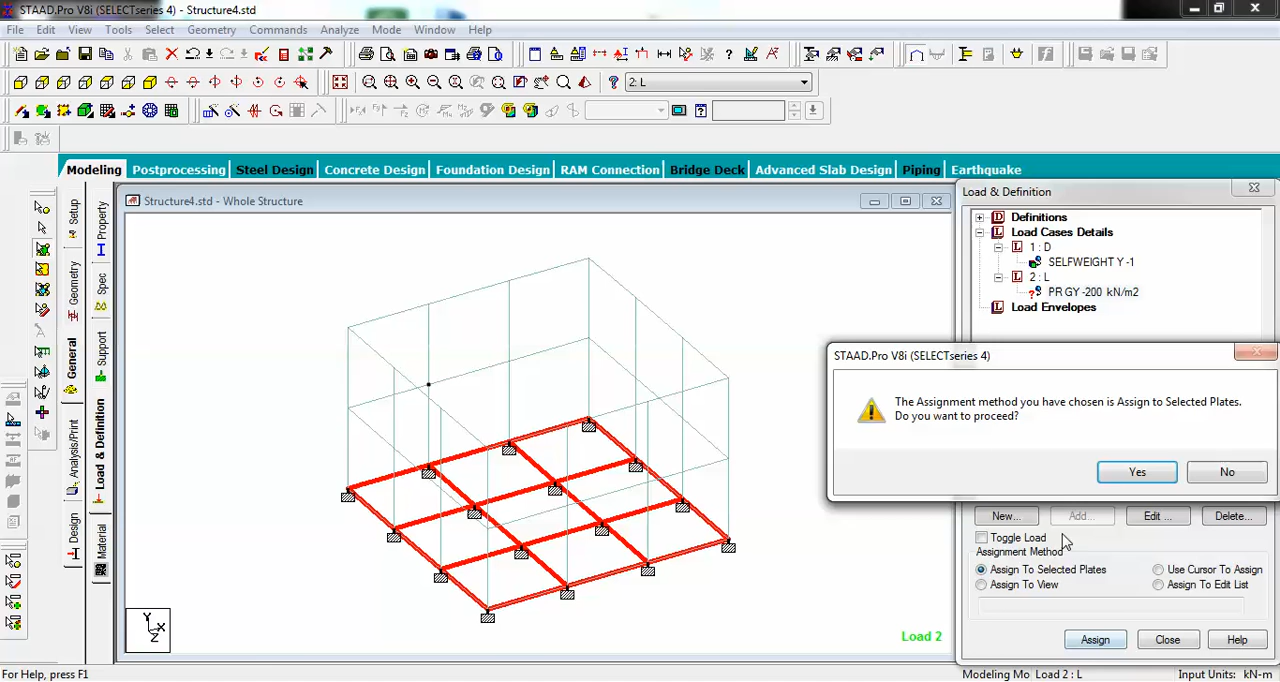 STAAD.Pro V8i (SELECTseries 4) - Structure4.std
File Edit View Tools Select Geometry Commands Analyze Mode Window Help
2: L
Modeling Postprocessing Steel Design Concrete Design Foundation Design RAM Connection Bridge Deck Advanced Slab Design Piping Earthquake
Structure4.std - Whole Structure
Setup
Geometry
General
Analysis/Print
Design
Property
Spec
Support
Load & Definition
Material
Y
X
Z
Load 2
Load & Definition
Definitions
Load Cases Details
1 : D
SELFWEIGHT Y -1
2 : L
PR GY -200 kN/m2
Load Envelopes
STAAD.Pro V8i (SELECTseries 4)
The Assignment method you have chosen is Assign to Selected Plates.
Do you want to proceed?
Yes No
New... Add... Edit ... Delete...
Toggle Load
Assignment Method
Assign To Selected Plates Use Cursor To Assign
Assign To View Assign To Edit List
Assign Close Help
For Help, press F1 Modeling Mo Load 2 : L Input Units: kN-m